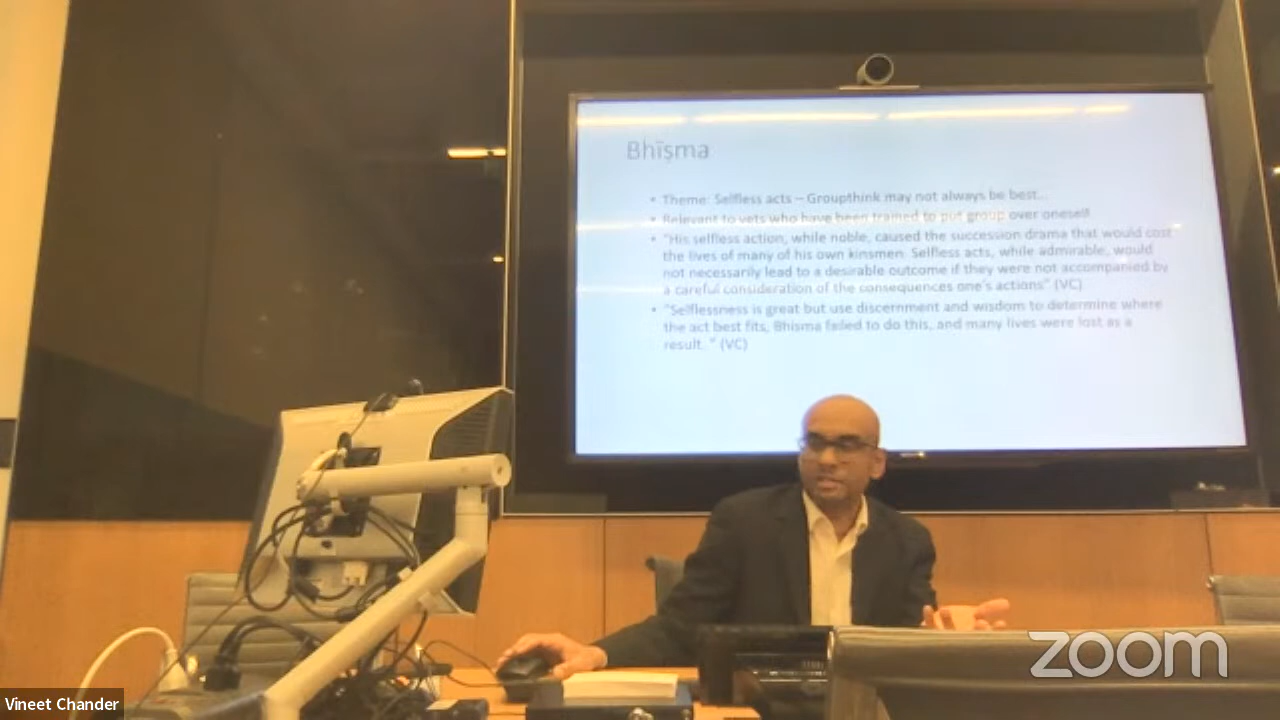 Bhīṣma
• Theme: Selfless acts – Groupthink may not always be best…
• Relevant to vets who have been trained to put group over oneself
• "His selfless action, while noble, caused the succession drama that would cost
the lives of many of his own kinsmen. Selfless acts, while admirable, would
not necessarily lead to a desirable outcome if they were not accompanied by
a careful consideration of the consequences one's actions" (VC)
• "Selflessness is great but use discernment and wisdom to determine where
the act best fits, Bhisma failed to do this, and many lives were lost as a
result. " (VC)
zoom
Vineet Chander